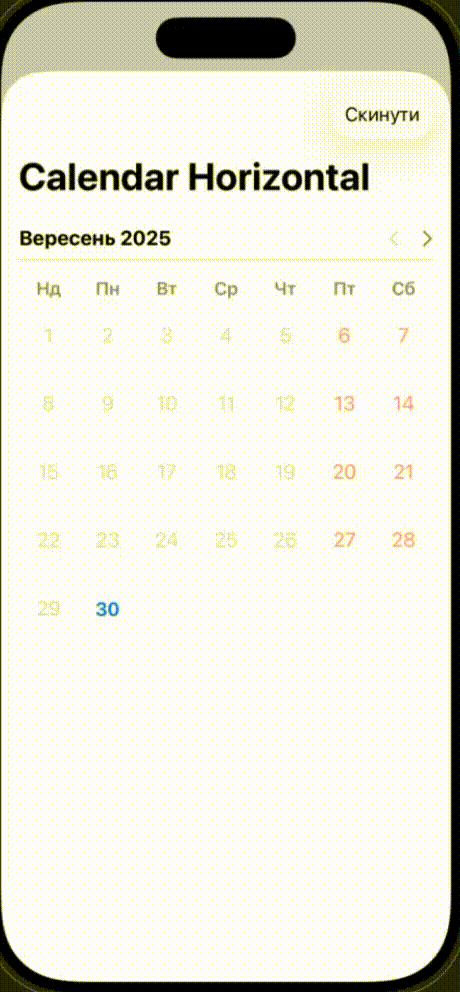 Скинути
Calendar Horizontal
Вересень 2025
Нд Пн Вт Ср Чт Пт Сб
1 2 3 4 5 6 7
8 9 10 11 12 13 14
15 16 17 18 19 20 21
22 23 24 25 26 27 28
29 30